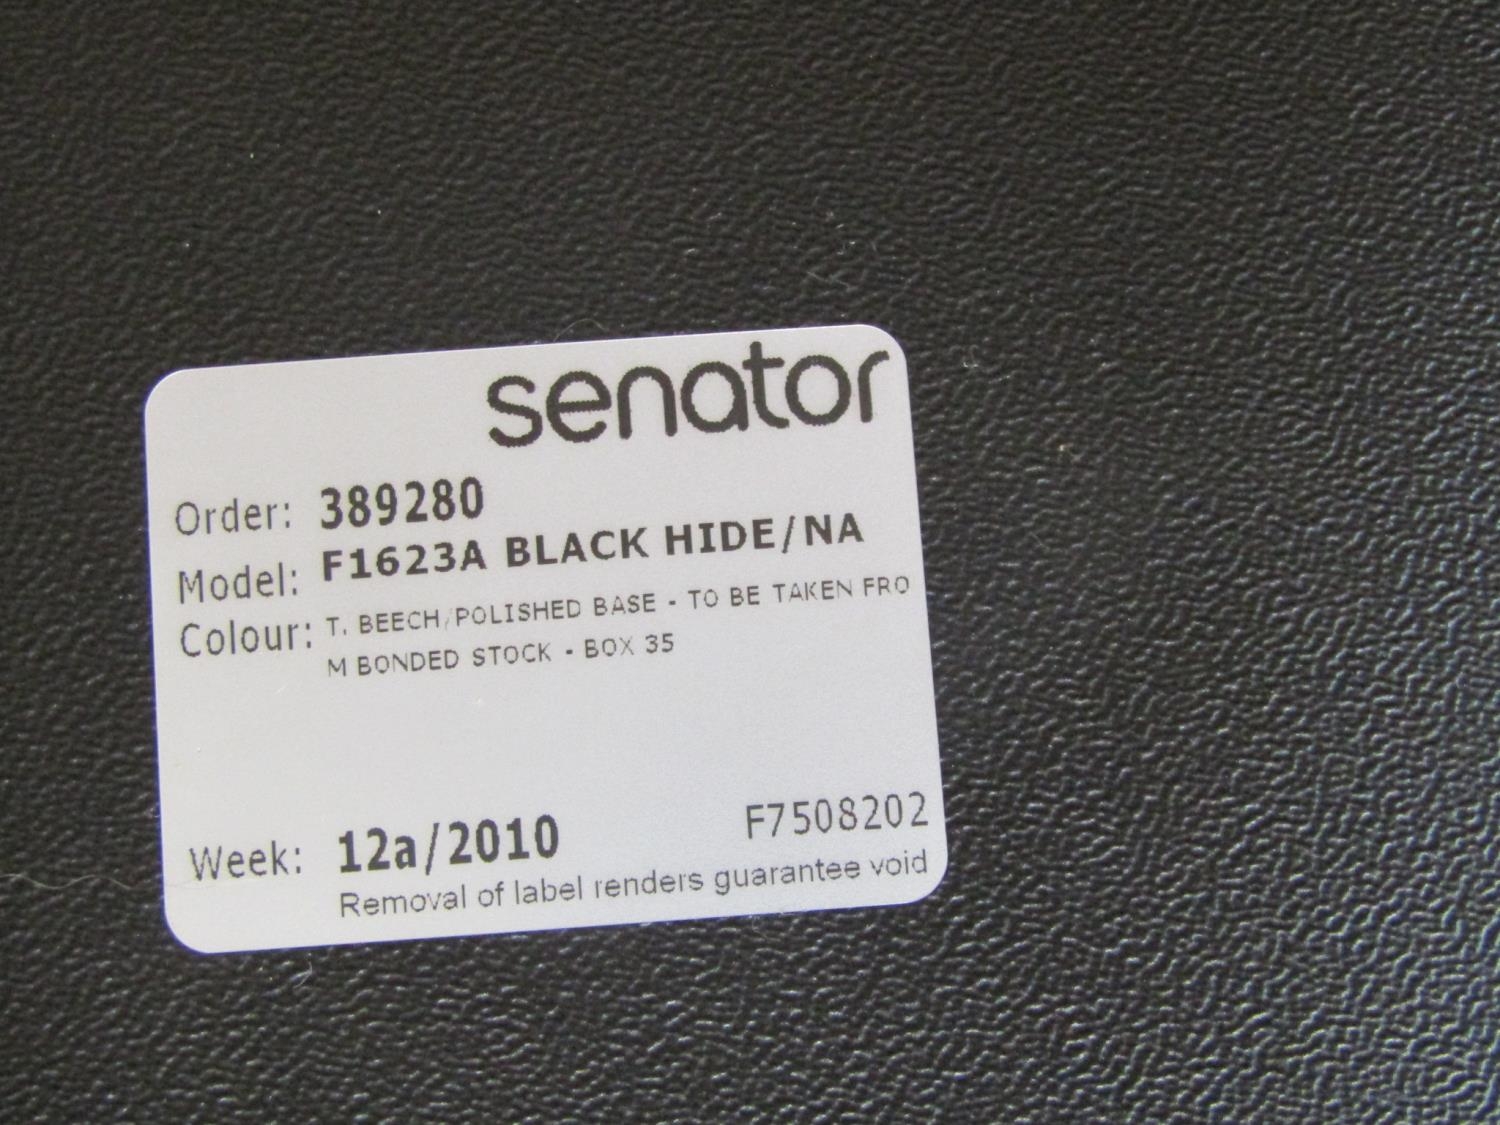 senator
Order: 389280
Model: F1623A BLACK HIDE/NA
Colour: T. BEECH/POLISHED BASE - TO BE TAKEN FRO
M BONDED STOCK - BOX 35
Week: 12a/2010 F7508202
Removal of label renders guarantee void